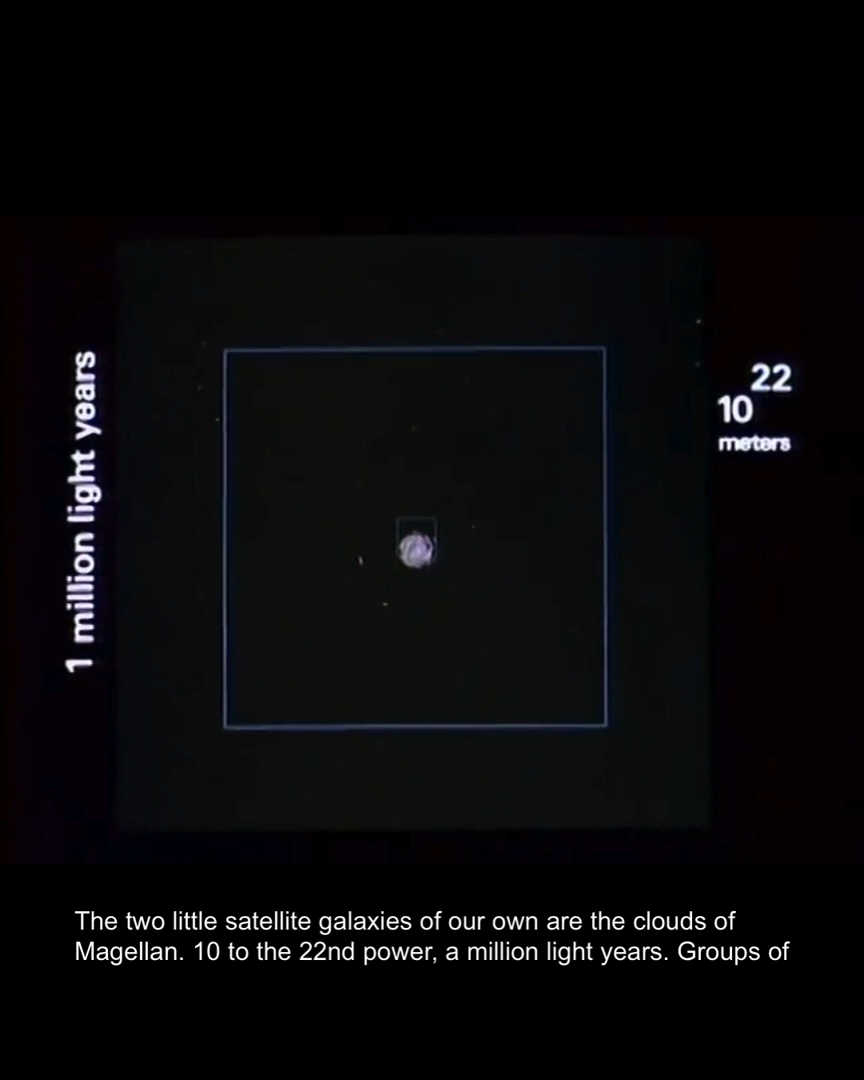 1 million light years
22
10
meters
The two little satellite galaxies of our own are the clouds of
Magellan. 10 to the 22nd power, a million light years. Groups of